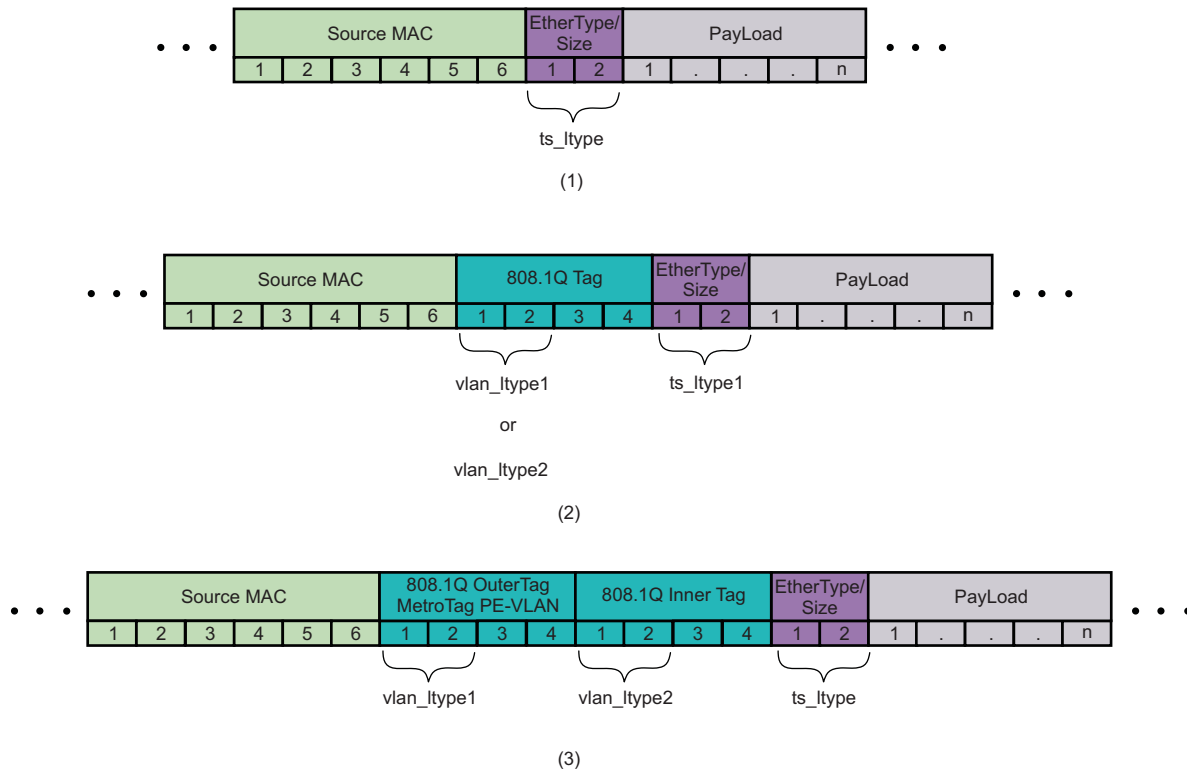 Source MAC EtherType/ Size PayLoad
1 2 3 4 5 6 1 2 1 . . . n
ts_ltype
(1)
Source MAC 808.1Q Tag EtherType/ Size PayLoad
1 2 3 4 5 6 1 2 3 4 1 2 1 . . . n
vlan_ltype1 ts_ltype1
or
vlan_ltype2
(2)
Source MAC 808.1Q OuterTag MetroTag PE-VLAN 808.1Q Inner Tag EtherType/ Size PayLoad
1 2 3 4 5 6 1 2 3 4 1 2 3 4 1 2 1 . . . n
vlan_ltype1 vlan_ltype2 ts_ltype
(3)